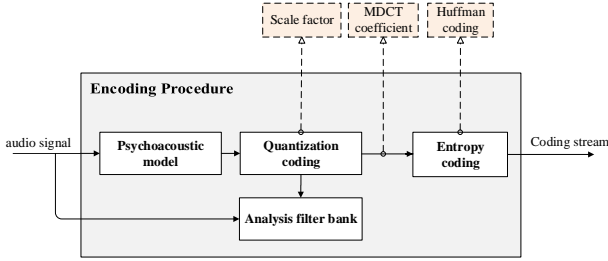 Scale factor
MDCT
coefficient
Huffman
coding
Encoding Procedure
audio signal
Psychoacoustic
model
Quantization
coding
Entropy
coding
Coding stream
Analysis filter bank